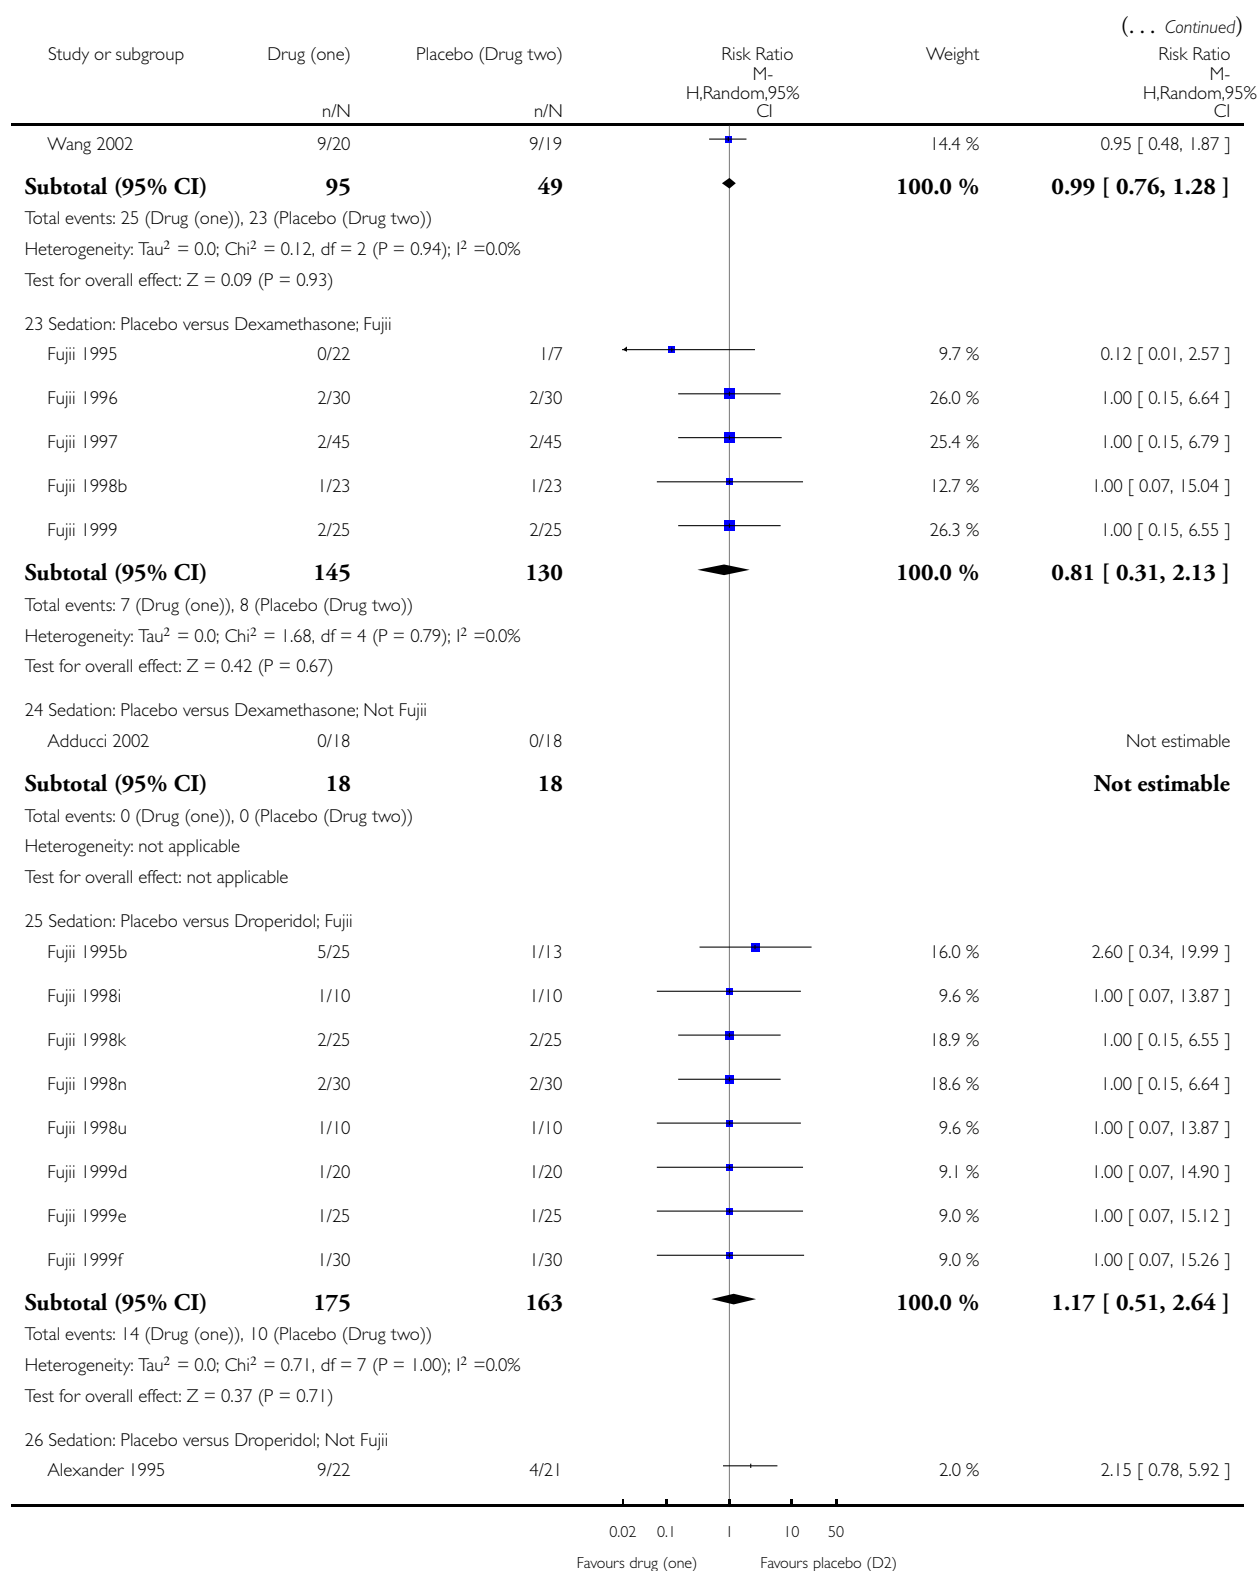 (... Continued)
Study or subgroup Drug (one) Placebo (Drug two) Risk Ratio Weight Risk Ratio
M- M-
H,Random,95% H,Random,95%
n/N n/N CI CI
Wang 2002 9/20 9/19 14.4 % 0.95 [ 0.48, 1.87 ]
Subtotal (95% CI) 95 49 100.0 % 0.99 [ 0.76, 1.28 ]
Total events: 25 (Drug (one)), 23 (Placebo (Drug two))
Heterogeneity: Tau² = 0.0; Chi² = 0.12, df = 2 (P = 0.94); I² =0.0%
Test for overall effect: Z = 0.09 (P = 0.93)
23 Sedation: Placebo versus Dexamethasone; Fujii
Fujii 1995 0/22 1/7 9.7 % 0.12 [ 0.01, 2.57 ]
Fujii 1996 2/30 2/30 26.0 % 1.00 [ 0.15, 6.64 ]
Fujii 1997 2/45 2/45 25.4 % 1.00 [ 0.15, 6.79 ]
Fujii 1998b 1/23 1/23 12.7 % 1.00 [ 0.07, 15.04 ]
Fujii 1999 2/25 2/25 26.3 % 1.00 [ 0.15, 6.55 ]
Subtotal (95% CI) 145 130 100.0 % 0.81 [ 0.31, 2.13 ]
Total events: 7 (Drug (one)), 8 (Placebo (Drug two))
Heterogeneity: Tau² = 0.0; Chi² = 1.68, df = 4 (P = 0.79); I² =0.0%
Test for overall effect: Z = 0.42 (P = 0.67)
24 Sedation: Placebo versus Dexamethasone; Not Fujii
Adducci 2002 0/18 0/18 Not estimable
Subtotal (95% CI) 18 18 Not estimable
Total events: 0 (Drug (one)), 0 (Placebo (Drug two))
Heterogeneity: not applicable
Test for overall effect: not applicable
25 Sedation: Placebo versus Droperidol; Fujii
Fujii 1995b 5/25 1/13 16.0 % 2.60 [ 0.34, 19.99 ]
Fujii 1998i 1/10 1/10 9.6 % 1.00 [ 0.07, 13.87 ]
Fujii 1998k 2/25 2/25 18.9 % 1.00 [ 0.15, 6.55 ]
Fujii 1998n 2/30 2/30 18.6 % 1.00 [ 0.15, 6.64 ]
Fujii 1998u 1/10 1/10 9.6 % 1.00 [ 0.07, 13.87 ]
Fujii 1999d 1/20 1/20 9.1 % 1.00 [ 0.07, 14.90 ]
Fujii 1999e 1/25 1/25 9.0 % 1.00 [ 0.07, 15.12 ]
Fujii 1999f 1/30 1/30 9.0 % 1.00 [ 0.07, 15.26 ]
Subtotal (95% CI) 175 163 100.0 % 1.17 [ 0.51, 2.64 ]
Total events: 14 (Drug (one)), 10 (Placebo (Drug two))
Heterogeneity: Tau² = 0.0; Chi² = 0.71, df = 7 (P = 1.00); I² =0.0%
Test for overall effect: Z = 0.37 (P = 0.71)
26 Sedation: Placebo versus Droperidol; Not Fujii
Alexander 1995 9/22 4/21 2.0 % 2.15 [ 0.78, 5.92 ]
0.02 0.1 1 10 50
Favours drug (one) Favours placebo (D2)